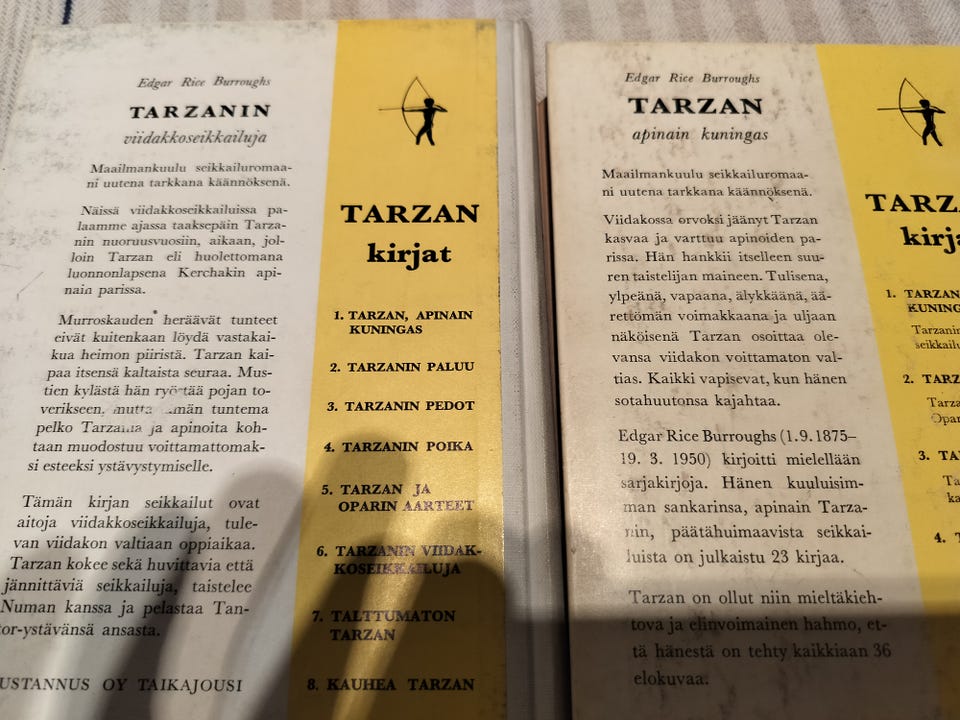 Edgar Rice Burroughs
TARZANIN
viidakkoseikkailuja
Maailmankuulu seikkailuromaa-
ni uutena tarkkana käännöksenä.
Näissä viidakkoseikkailuissa pa-
laamme ajassa taaksepäin Tarza-
nin nuoruusvuosiin, aikaan, jol-
loin Tarzan eli huolettomana
luonnonlapsena Kerchakin api-
nain parissa.
Murroskauden heräävät tunteet
eivät kuitenkaan löydä vastakai-
kua heimon piiristä. Tarzan kai-
paa itsensä kaltaista seuraa. Mus-
tien kylästä hän ryöstää pojan to-
verikseen, mutta tämän tuntema
pelko Tarzania ja apinoita koh-
taan muodostuu voittamattomak-
si esteeksi ystävystymiselle.
Tämän kirjan seikkailut ovat
aitoja viidakkoseikkailuja, tule-
van viidakon valtiaan oppiaikaa.
Tarzan kokee sekä huvittavia että
jännittäviä seikkailuja, taistelee
Numan kanssa ja pelastaa Tan-
tor-ystävänsä ansasta.
USTANNUS OY TAIKAJOUSI
TARZAN
kirjat
1. TARZAN, APINAIN
KUNINGAS
2. TARZANIN PALUU
3. TARZANIN PEDOT
4. TARZANIN POIKA
5. TARZAN JA
OPARIN AARTEET
6. TARZANIN VIIDAK-
KOSEIKKAILUJA
7. TALTTUMATON
TARZAN
8. KAUHEA TARZAN
Edgar Rice Burroughs
TARZAN
apinain kuningas
Maailmankuulu seikkailuromaa-
ni uutena tarkkana käännöksenä.
Viidakossa orvoksi jäänyt Tarzan
kasvaa ja varttuu apinoiden pa-
rissa. Hän hankkii itselleen suu-
ren taistelijan maineen. Tulisena,
ylpeänä, vapaana, älykkäänä, ää-
rettömän voimakkaana ja uljaan
näköisenä Tarzan osoittaa ole-
vansa viidakon voittamaton val-
tias. Kaikki vapisevat, kun hänen
sotahuutonsa kajahtaa.
Edgar Rice Burroughs (1.9.1875–
19. 3. 1950) kirjoitti mielellään
sarjakirjoja. Hänen kuuluisim-
man sankarinsa, apinain Tarza-
nin, päätähuimaavista seikkai-
luista on julkaistu 23 kirjaa.
Tarzan on ollut niin mieltäkieh-
tova ja elinvoimainen hahmo, et-
tä hänestä on tehty kaikkiaan 36
elokuvaa.
TARZA
kirja
1. TARZAN
KUNING
Tarzanin
seikkailu
2. TARZ
Tarza
Opar
3. TA
Ta
ka
4. T